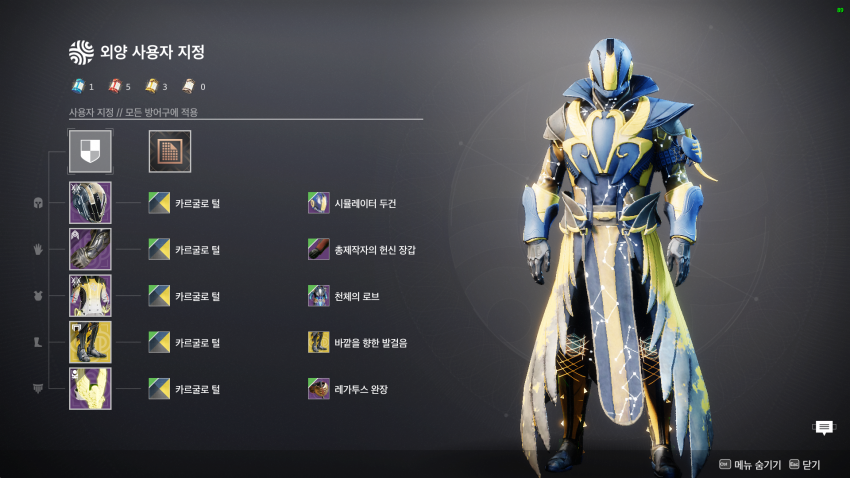 89
외양 사용자 지정
1 5 3 0
사용자 지정 // 모든 방어구에 적용
카르굴로 털 시뮬레이터 두건
카르굴로 털 총제작자의 헌신 장갑
카르굴로 털 천체의 로브
카르굴로 털 바깥을 향한 발걸음
카르굴로 털 레가투스 완장
Ctrl 메뉴 숨기기 Esc 닫기